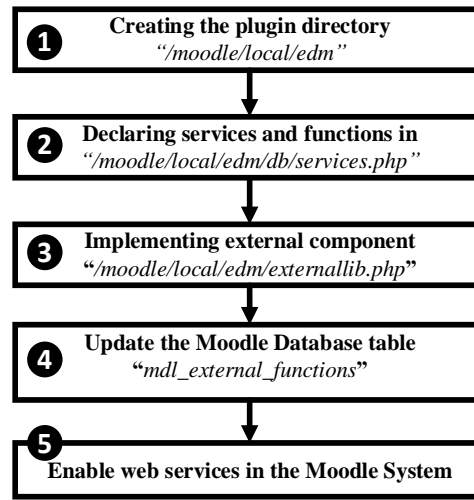 1
Creating the plugin directory
“/moodle/local/edm”
2
Declaring services and functions in
“/moodle/local/edm/db/services.php”
3
Implementing external component
“/moodle/local/edm/externallib.php”
4
Update the Moodle Database table
“mdl_external_functions”
5
Enable web services in the Moodle System